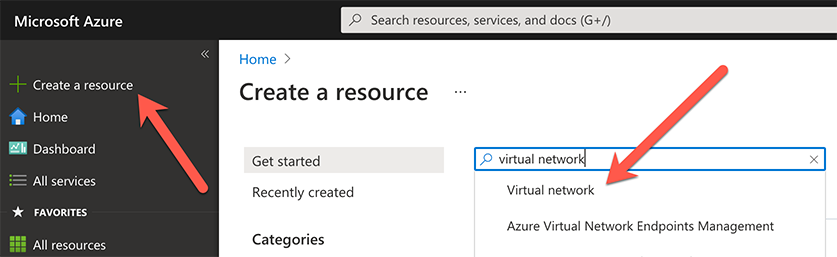 Microsoft Azure
Search resources, services, and docs (G+/)
«
Create a resource
Home
Dashboard
All services
FAVORITES
All resources
Home >
Create a resource ...
Get started
Recently created
Categories
virtual network
Virtual network
Azure Virtual Network Endpoints Management